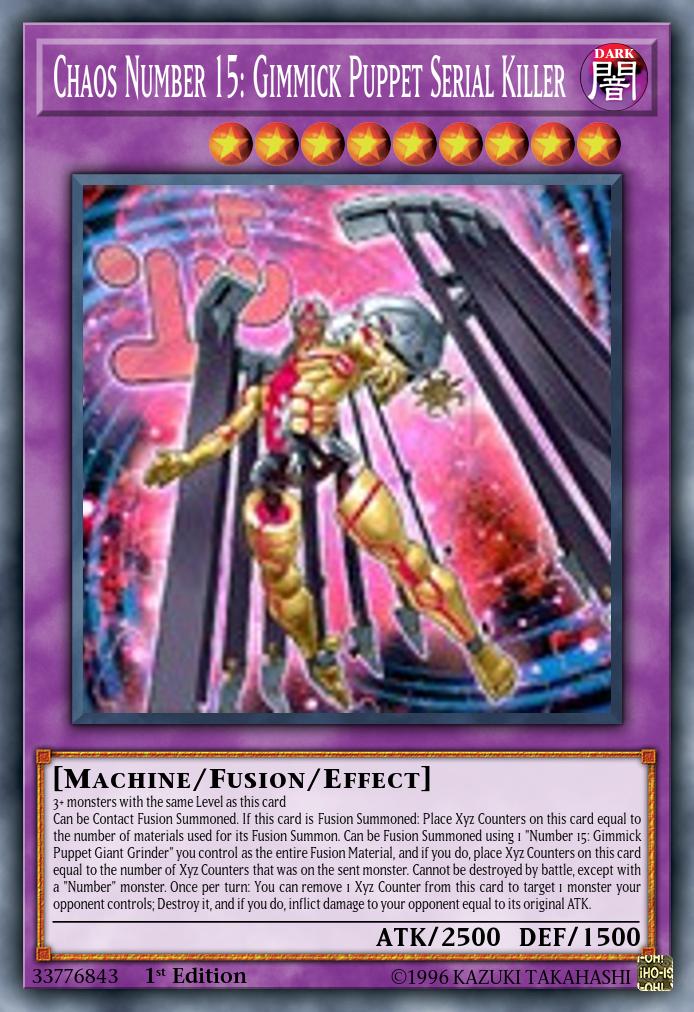 Chaos Number 15: Gimmick Puppet Serial Killer
DARK
闇
[Machine/Fusion/Effect]
3+ monsters with the same Level as this card
Can be Contact Fusion Summoned. If this card is Fusion Summoned: Place Xyz Counters on this card equal to
the number of materials used for its Fusion Summon. Can be Fusion Summoned using 1 "Number 15: Gimmick
Puppet Giant Grinder" you control as the entire Fusion Material, and if you do, place Xyz Counters on this card
equal to the number of Xyz Counters that was on the sent monster. Cannot be destroyed by battle, except with
a "Number" monster. Once per turn: You can remove 1 Xyz Counter from this card to target 1 monster your
opponent controls; Destroy it, and if you do, inflict damage to your opponent equal to its original ATK.
ATK/2500 DEF/1500
33776843 1st Edition ©1996 KAZUKI TAKAHASHI